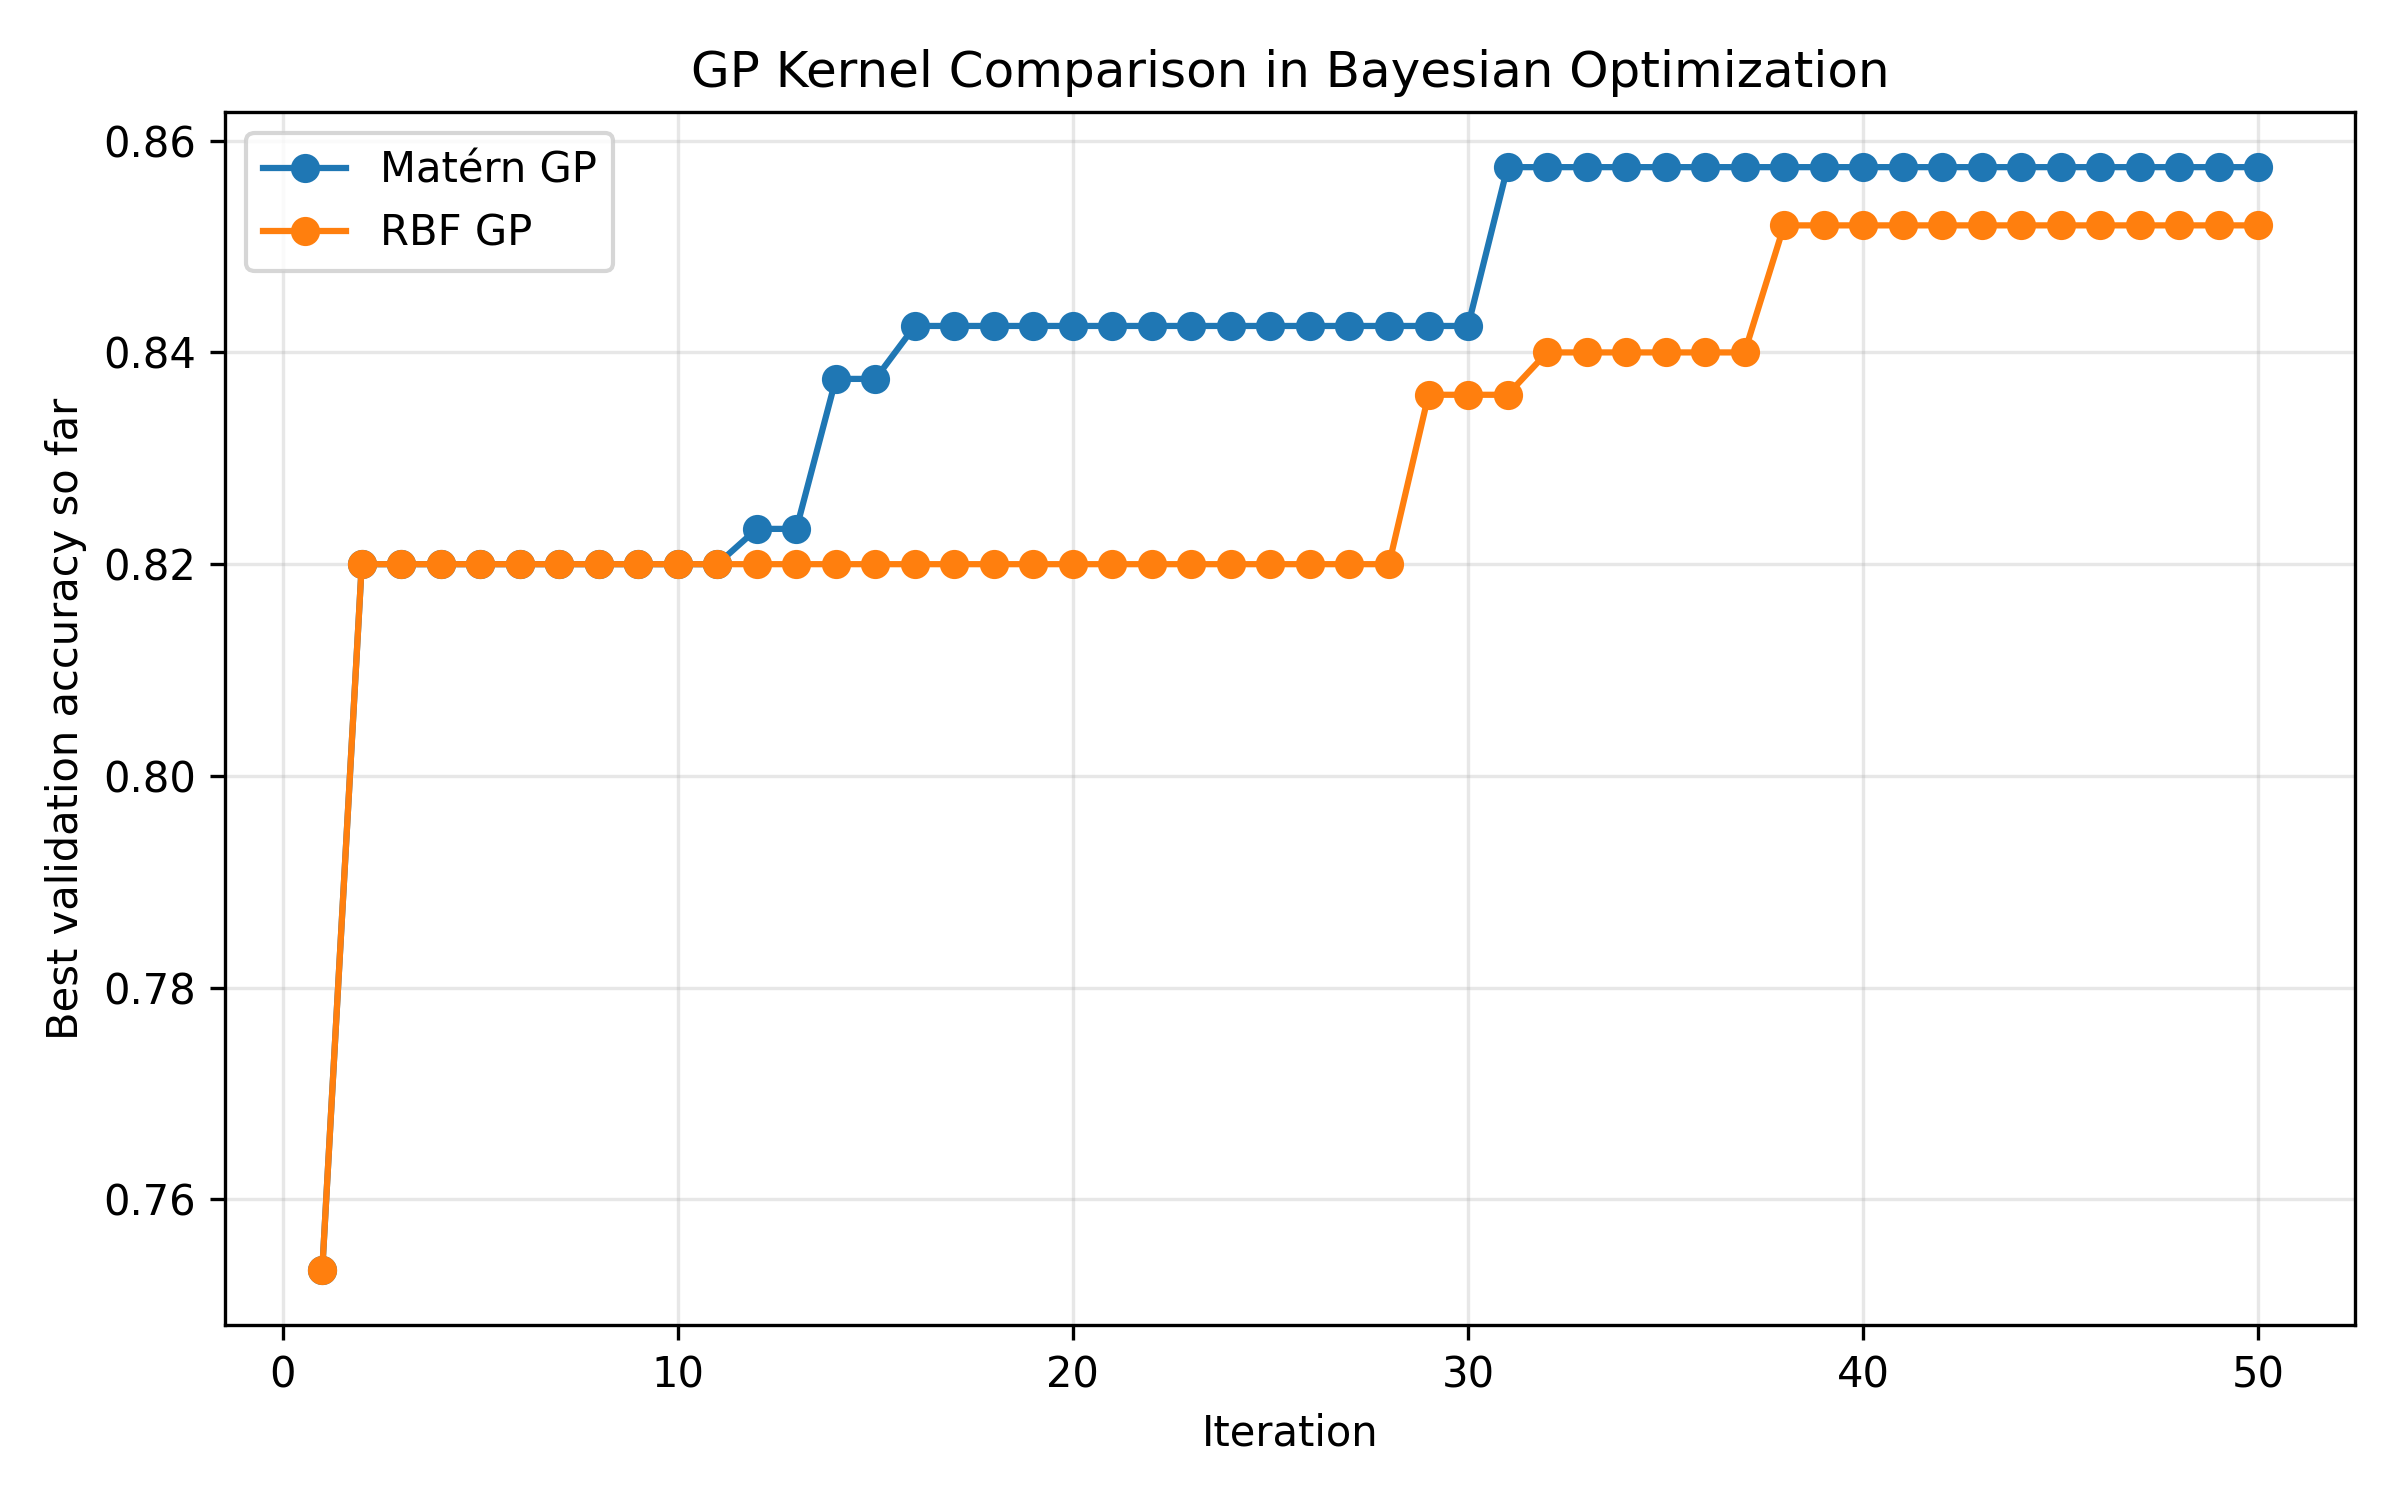 GP Kernel Comparison in Bayesian Optimization
Matérn GP
RBF GP
Best validation accuracy so far
0.86
0.84
0.82
0.80
0.78
0.76
0 10 20 30 40 50
Iteration